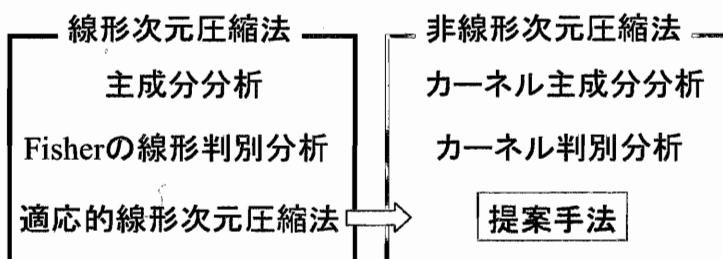 線形次元圧縮法
主成分分析
Fisherの線形判別分析
適応的線形次元圧縮法
非線形次元圧縮法
カーネル主成分分析
カーネル判別分析
提案手法